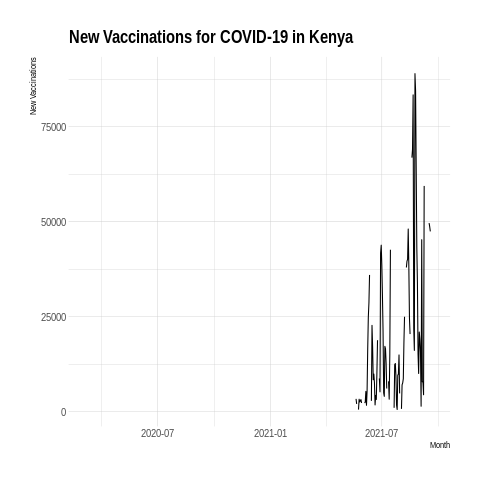 New Vaccinations for COVID-19 in Kenya
New Vaccinations
75000
50000
25000
0
2020-07
2021-01
2021-07
Month